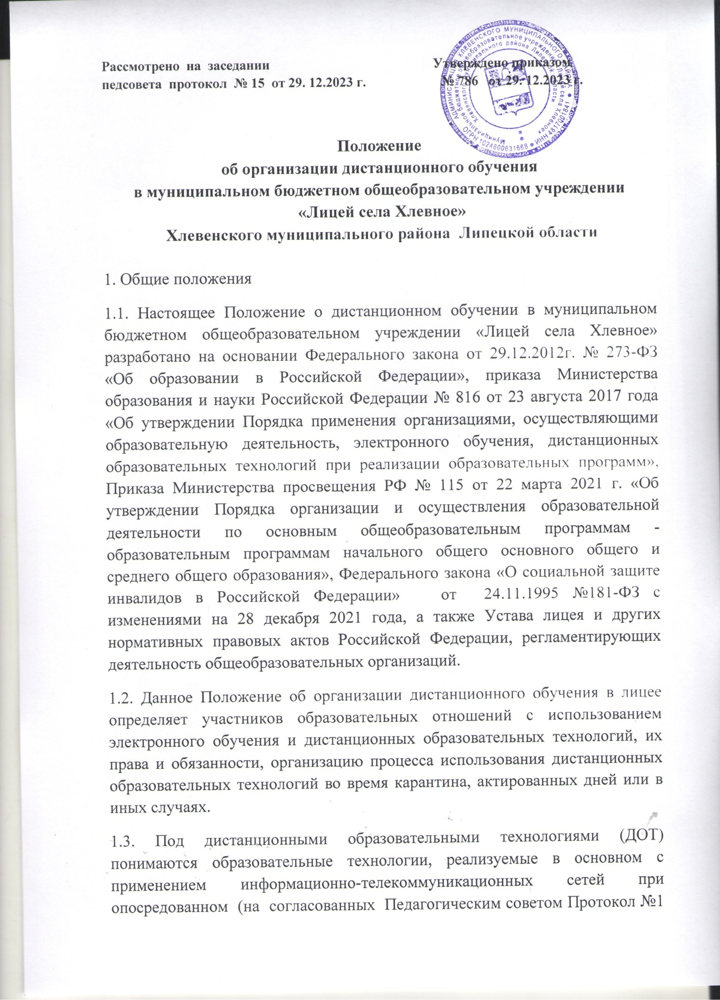 Рассмотрено на заседании
педсовета протокол № 15 от 29. 12.2023 г.
Утверждено приказом
№ 786 от 29. 12.2023 г.
АДМИНИСТРАЦИЯ ХЛЕВЕНСКОГО МУНИЦИПАЛЬНОГО РАЙОНА
ОГРН 1024800631668 ● ИНН 4817001841
Положение
об организации дистанционного обучения
в муниципальном бюджетном общеобразовательном учреждении
«Лицей села Хлевное»
Хлевенского муниципального района Липецкой области
1. Общие положения
1.1. Настоящее Положение о дистанционном обучении в муниципальном
бюджетном общеобразовательном учреждении «Лицей села Хлевное»
разработано на основании Федерального закона от 29.12.2012г. № 273-ФЗ
«Об образовании в Российской Федерации», приказа Министерства
образования и науки Российской Федерации № 816 от 23 августа 2017 года
«Об утверждении Порядка применения организациями, осуществляющими
образовательную деятельность, электронного обучения, дистанционных
образовательных технологий при реализации образовательных программ»,
Приказа Министерства просвещения РФ № 115 от 22 марта 2021 г. «Об
утверждении Порядка организации и осуществления образовательной
деятельности по основным общеобразовательным программам -
образовательным программам начального общего основного общего и
среднего общего образования», Федерального закона «О социальной защите
инвалидов в Российской Федерации» от 24.11.1995 №181-ФЗ с
изменениями на 28 декабря 2021 года, а также Устава лицея и других
нормативных правовых актов Российской Федерации, регламентирующих
деятельность общеобразовательных организаций.
1.2. Данное Положение об организации дистанционного обучения в лицее
определяет участников образовательных отношений с использованием
электронного обучения и дистанционных образовательных технологий, их
права и обязанности, организацию процесса использования дистанционных
образовательных технологий во время карантина, актированных дней или в
иных случаях.
1.3. Под дистанционными образовательными технологиями (ДОТ)
понимаются образовательные технологии, реализуемые в основном с
применением информационно-телекоммуникационных сетей при
опосредованном (на согласованных Педагогическим советом Протокол №1